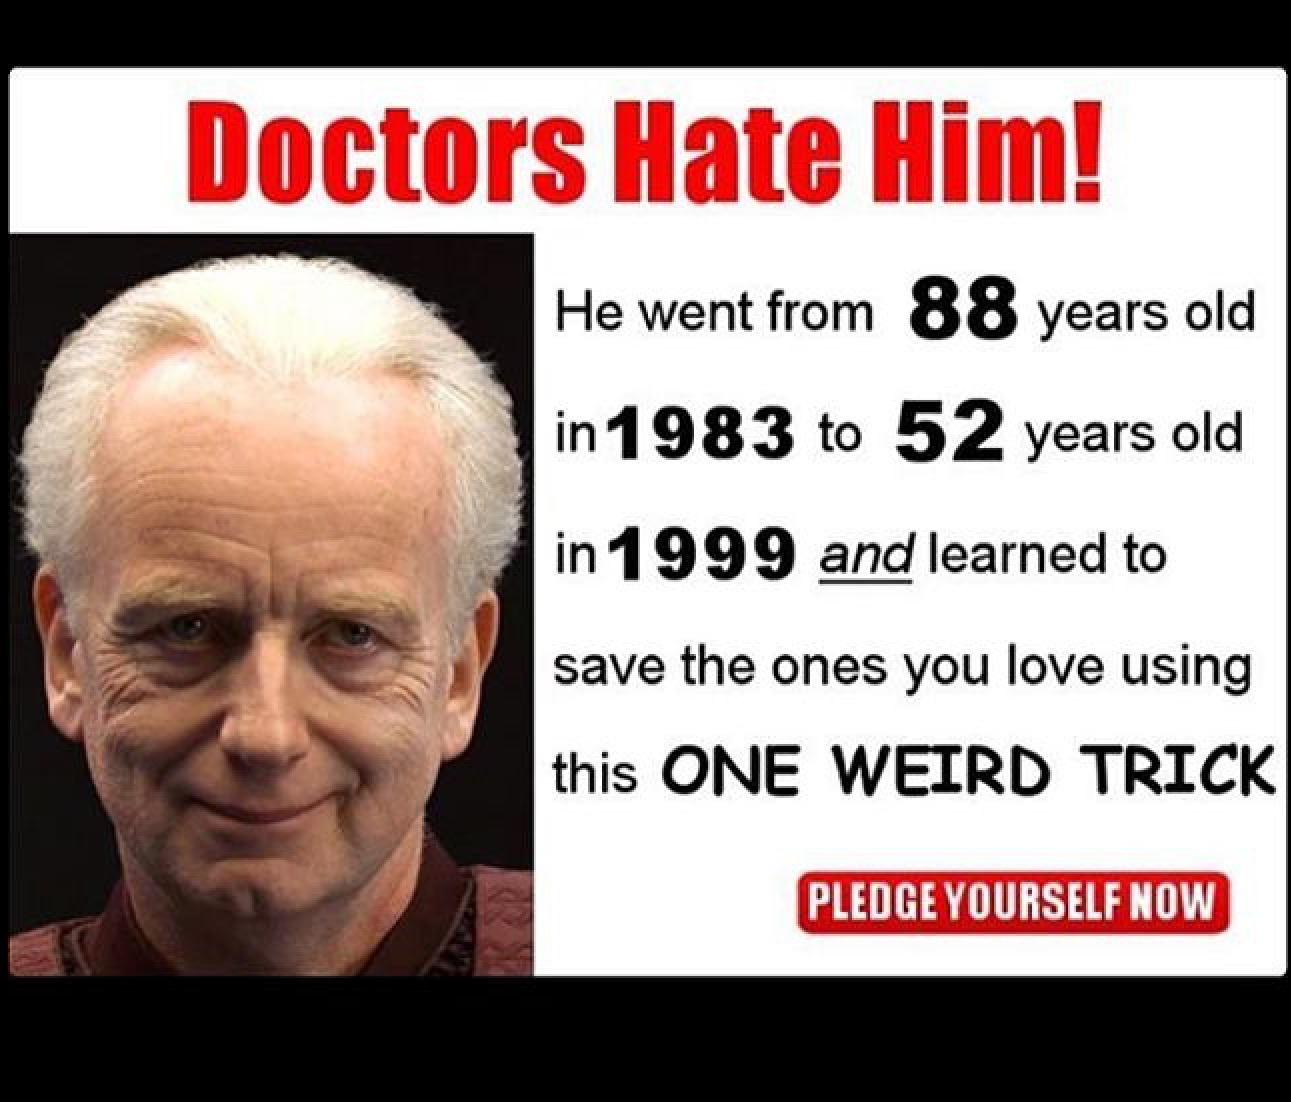 Doctors Hate Him!
He went from 88 years old
in 1983 to 52 years old
in 1999 and learned to
save the ones you love using
this ONE WEIRD TRICK
PLEDGE YOURSELF NOW